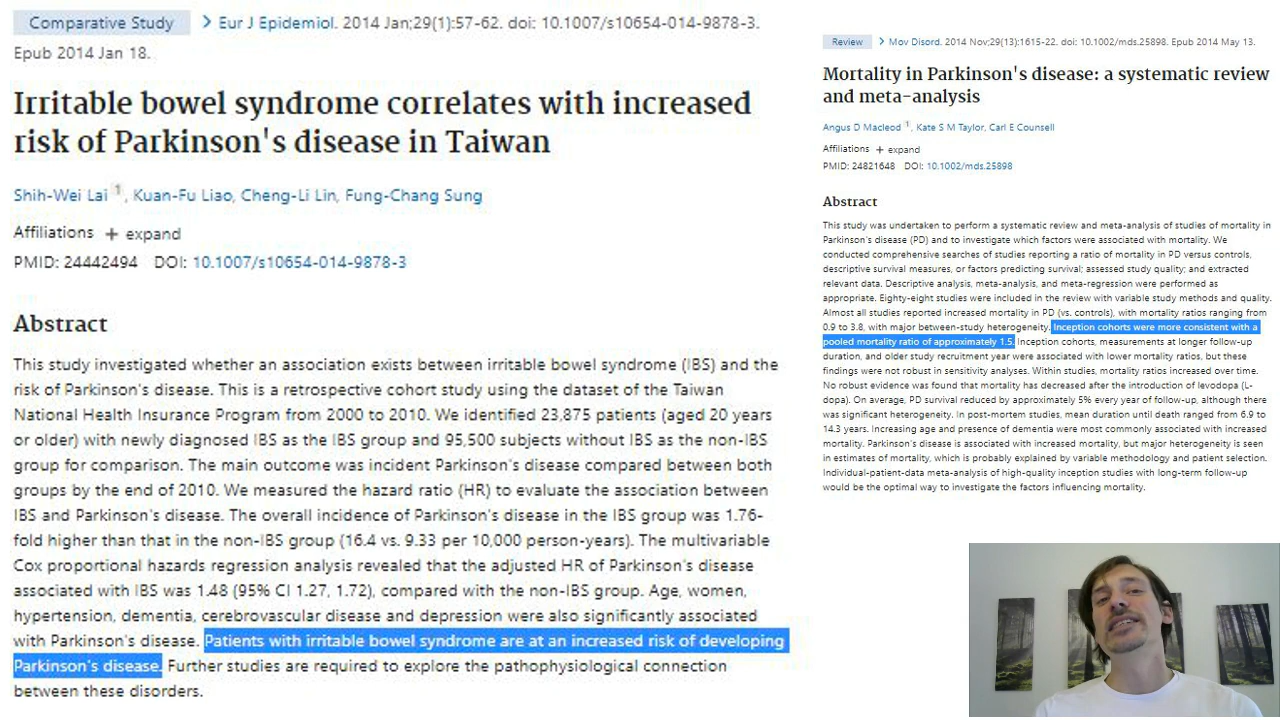 Comparative Study > Eur J Epidemiol. 2014 Jan;29(1):57-62. doi: 10.1007/s10654-014-9878-3.
Epub 2014 Jan 18.
Irritable bowel syndrome correlates with increased
risk of Parkinson's disease in Taiwan
Shih-Wei Lai 1, Kuan-Fu Liao, Cheng-Li Lin, Fung-Chang Sung
Affiliations + expand
PMID: 24442494 DOI: 10.1007/s10654-014-9878-3
Abstract
This study investigated whether an association exists between irritable bowel syndrome (IBS) and the
risk of Parkinson's disease. This is a retrospective cohort study using the dataset of the Taiwan
National Health Insurance Program from 2000 to 2010. We identified 23,875 patients (aged 20 years
or older) with newly diagnosed IBS as the IBS group and 95,500 subjects without IBS as the non-IBS
group for comparison. The main outcome was incident Parkinson's disease compared between both
groups by the end of 2010. We measured the hazard ratio (HR) to evaluate the association between
IBS and Parkinson's disease. The overall incidence of Parkinson's disease in the IBS group was 1.76-
fold higher than that in the non-IBS group (16.4 vs. 9.33 per 10,000 person-years). The multivariable
Cox proportional hazards regression analysis revealed that the adjusted HR of Parkinson's disease
associated with IBS was 1.48 (95% CI 1.27, 1.72), compared with the non-IBS group. Age, women,
hypertension, dementia, cerebrovascular disease and depression were also significantly associated
with Parkinson's disease. Patients with irritable bowel syndrome are at an increased risk of developing
Parkinson's disease. Further studies are required to explore the pathophysiological connection
between these disorders.
Review > Mov Disord. 2014 Nov;29(13):1615-22. doi: 10.1002/mds.25898. Epub 2014 May 13.
Mortality in Parkinson's disease: a systematic review
and meta-analysis
Angus D Macleod 1, Kate S M Taylor, Carl E Counsell
Affiliations + expand
PMID: 24821648 DOI: 10.1002/mds.25898
Abstract
This study was undertaken to perform a systematic review and meta-analysis of studies of mortality in
Parkinson's disease (PD) and to investigate which factors were associated with mortality. We
conducted comprehensive searches of studies reporting a ratio of mortality in PD versus controls,
descriptive survival measures, or factors predicting survival; assessed study quality; and extracted
relevant data. Descriptive analysis, meta-analysis, and meta-regression were performed as
appropriate. Eighty-eight studies were included in the review with variable study methods and quality.
Almost all studies reported increased mortality in PD (vs. controls), with mortality ratios ranging from
0.9 to 3.8, with major between-study heterogeneity. Inception cohorts were more consistent with a
pooled mortality ratio of approximately 1.5. Inception cohorts, measurements at longer follow-up
duration, and older study recruitment year were associated with lower mortality ratios, but these
findings were not robust in sensitivity analyses. Within studies, mortality ratios increased over time.
No robust evidence was found that mortality has decreased after the introduction of levodopa (L-
dopa). On average, PD survival reduced by approximately 5% every year of follow-up, although there
was significant heterogeneity. In post-mortem studies, mean duration until death ranged from 6.9 to
14.3 years. Increasing age and presence of dementia were most commonly associated with increased
mortality. Parkinson's disease is associated with increased mortality, but major heterogeneity is seen
in estimates of mortality, which is probably explained by variable methodology and patient selection.
Individual-patient-data meta-analysis of high-quality inception studies with long-term follow-up
would be the optimal way to investigate the factors influencing mortality.